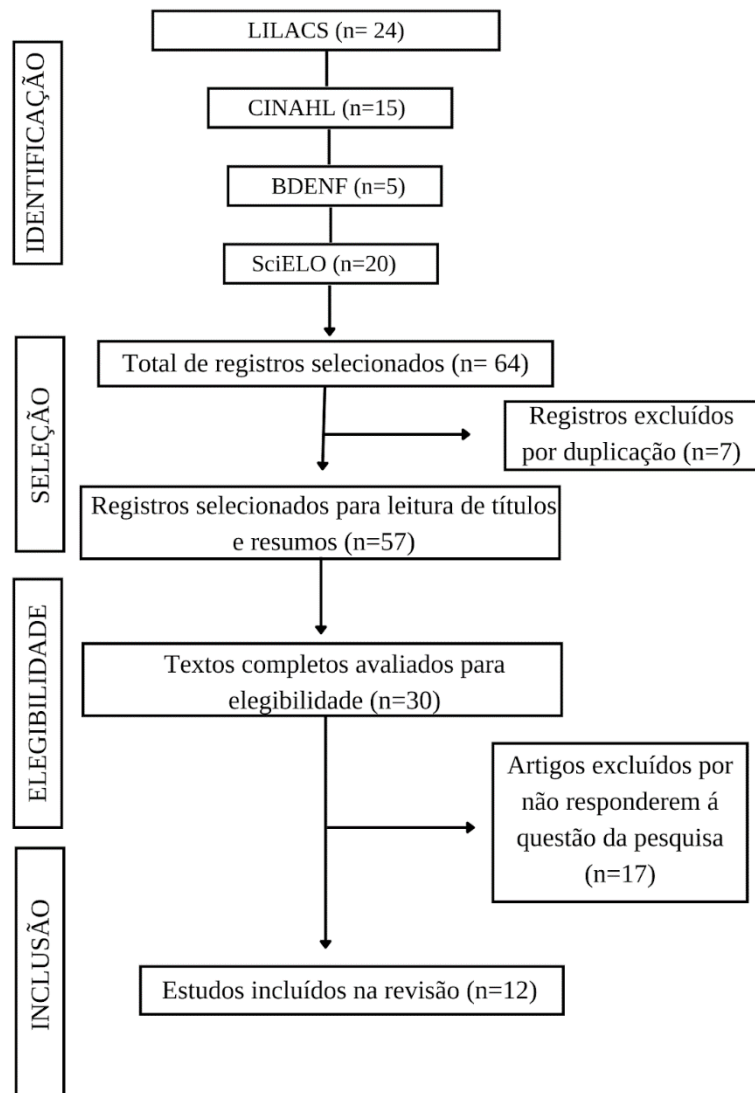 IDENTIFICAÇÃO
LILACS (n= 24)
CINAHL (n=15)
BDENF (n=5)
SciELO (n=20)
SELEÇÃO
Total de registros selecionados (n= 64)
Registros excluídos
por duplicação (n=7)
Registros selecionados para leitura de títulos
e resumos (n=57)
ELEGIBILIDADE
Textos completos avaliados para
elegibilidade (n=30)
Artigos excluídos por
não responderem á
questão da pesquisa
(n=17)
INCLUSÃO
Estudos incluídos na revisão (n=12)